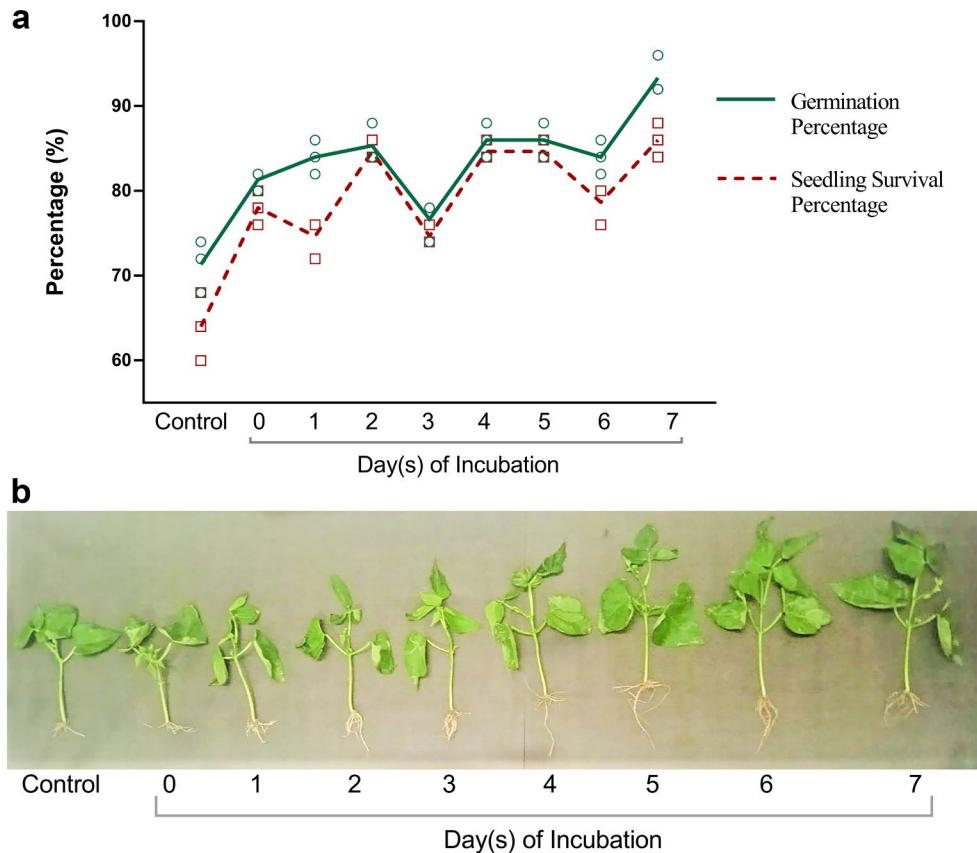 a
100
90
80
70
60
Percentage (%)
Germination
Percentage
Seedling Survival
Percentage
Control 0 1 2 3 4 5 6 7
Day(s) of Incubation
b
Control 0 1 2 3 4 5 6 7
Day(s) of Incubation